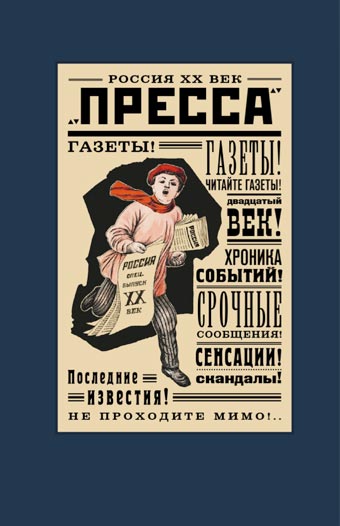 РОССИЯ XX ВЕК
„ПРЕССА“
ГАЗЕТЫ!
ГАЗЕТЫ!
ЧИТАЙТЕ ГАЗЕТЫ!
ДВАДЦАТЫЙ
ВЕК!
ХРОНИКА
СОБЫТИЙ!
СРОЧНЫЕ
СООБЩЕНИЯ!
СЕНСАЦИИ!
СКАНДАЛЫ!
РОССИЯ
СПЕЦ.
ВЫПУСК
XX
ВЕК
РОССИЯ
Последние
ИЗВЕСТИЯ!
НЕ ПРОХОДИТЕ МИМО!..